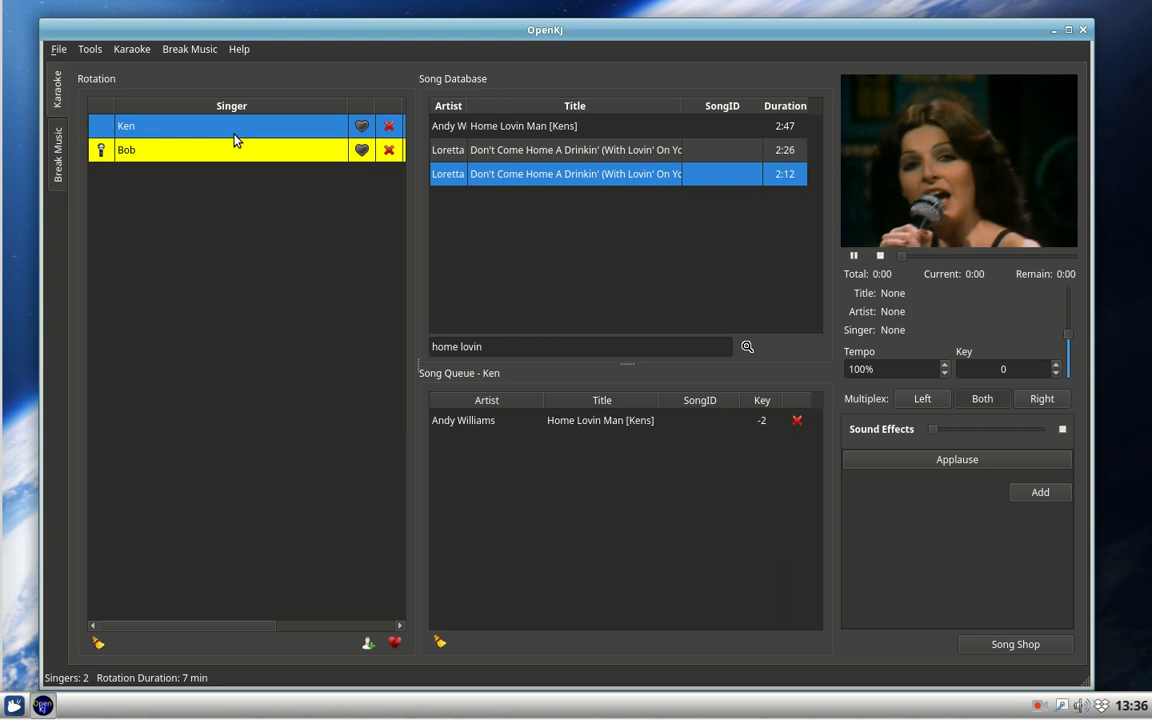 OpenKJ
File Tools Karaoke Break Music Help
Karaoke
Break Music
Rotation
Singer
Ken
Bob
Song Database
Artist Title SongID Duration
Andy W Home Lovin Man [Kens] 2:47
Loretta Don't Come Home A Drinkin' (With Lovin' On Yo 2:26
Loretta Don't Come Home A Drinkin' (With Lovin' On Yo 2:12
home lovin
Song Queue - Ken
Artist Title SongID Key
Andy Williams Home Lovin Man [Kens] -2
Total: 0:00 Current: 0:00 Remain: 0:00
Title: None
Artist: None
Singer: None
Tempo Key
100% 0
Multiplex: Left Both Right
Sound Effects
Applause
Add
Song Shop
Singers: 2 Rotation Duration: 7 min
Open
KJ
13:36